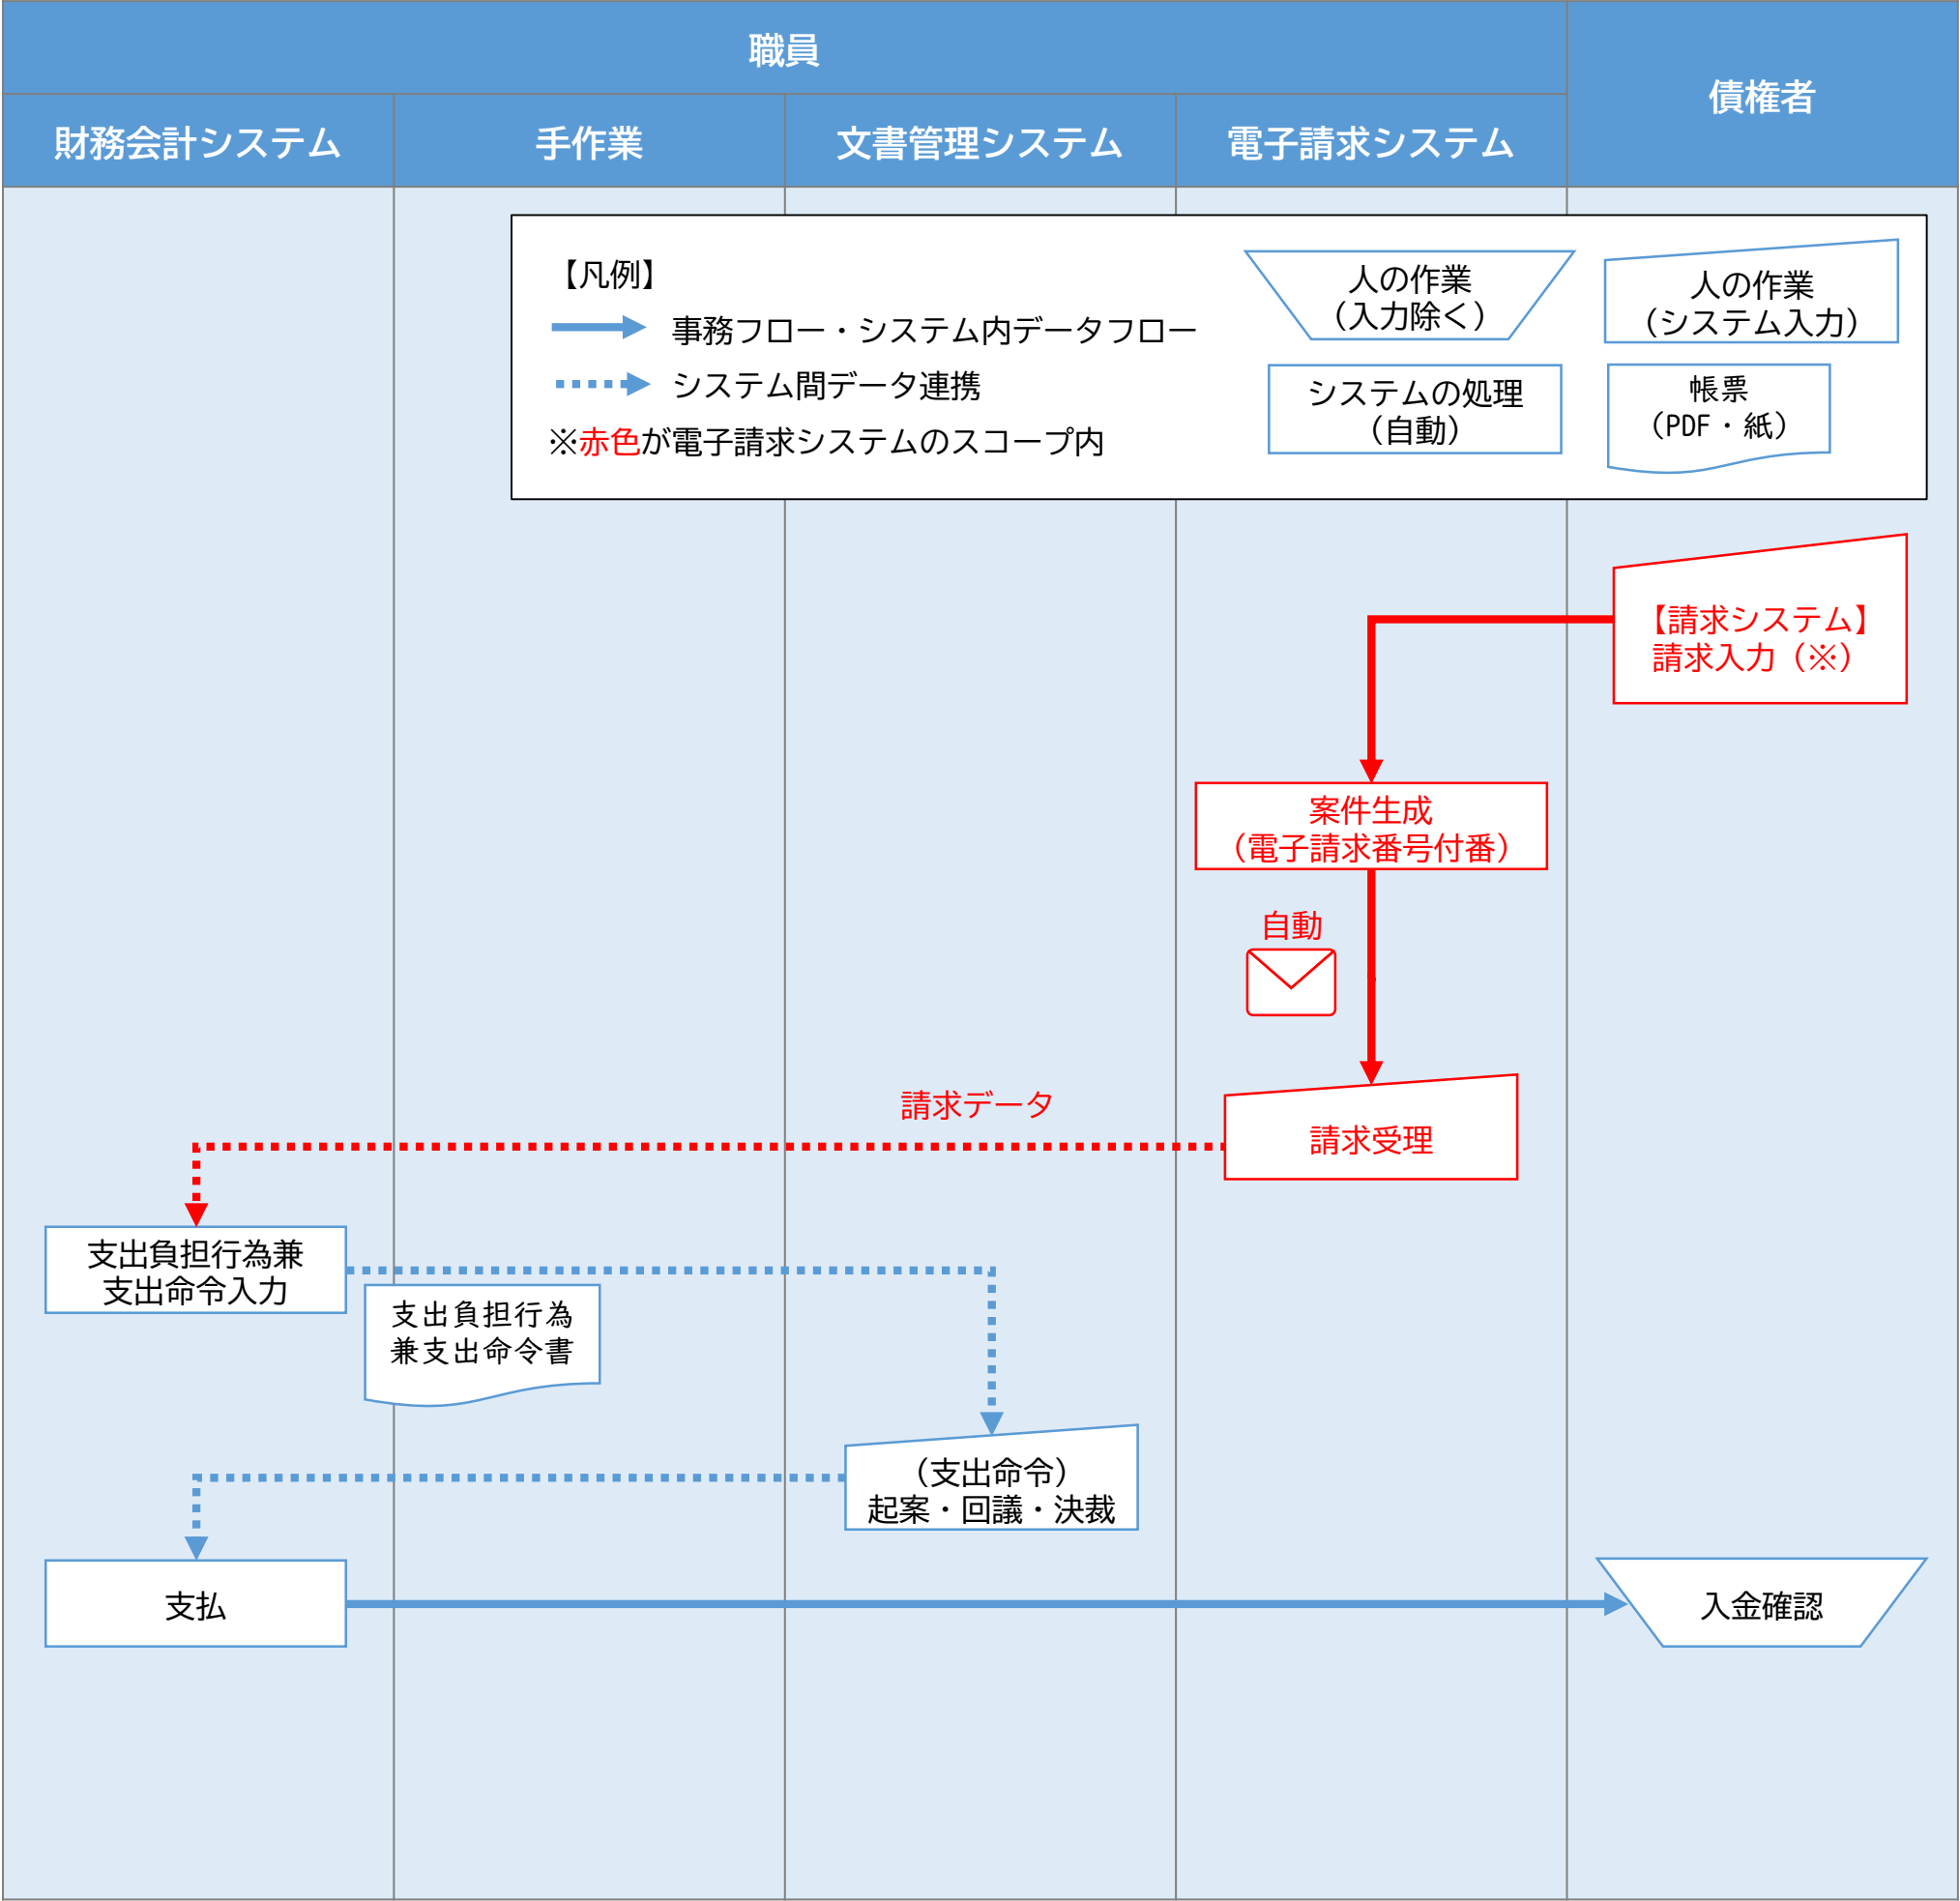 職員
債権者
財務会計システム
手作業
文書管理システム
電子請求システム
【凡例】
事務フロー・システム内データフロー
システム間データ連携
※赤色が電子請求システムのスコープ内
人の作業
（入力除く）
人の作業
（システム入力）
システムの処理
（自動）
帳票
（PDF・紙）
【請求システム】
請求入力（※）
案件生成
（電子請求番号付番）
自動
請求データ
請求受理
支出負担行為兼
支出命令入力
支出負担行為
兼支出命令書
（支出命令）
起案・回議・決裁
支払
入金確認